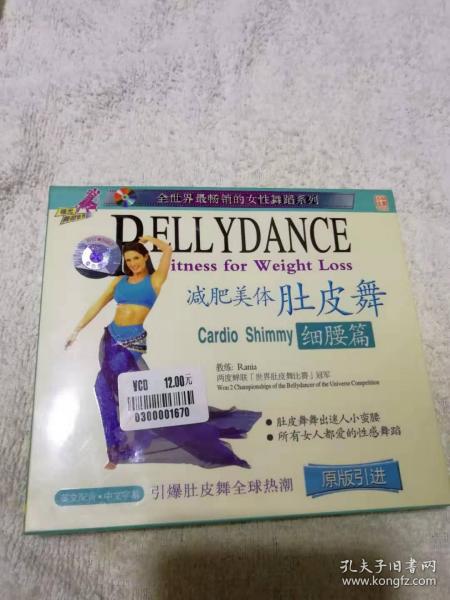 全世界最畅销的女性舞蹈系列
BELLYDANCE
Fitness for Weight Loss
减肥美体 肚皮舞
Cardio Shimmy 细腰篇
教练: Rania
两度蝉联「世界肚皮舞比赛」冠军
Won 2 Championships of the Bellydancer of the Universe Competition
VCD 12.00元
0300001670
• 肚皮舞舞出迷人小蛮腰
• 所有女人都爱的性感舞蹈
英文配音•中文字幕
引爆肚皮舞全球热潮
原版引进
孔夫子旧书网
www.kongfz.com